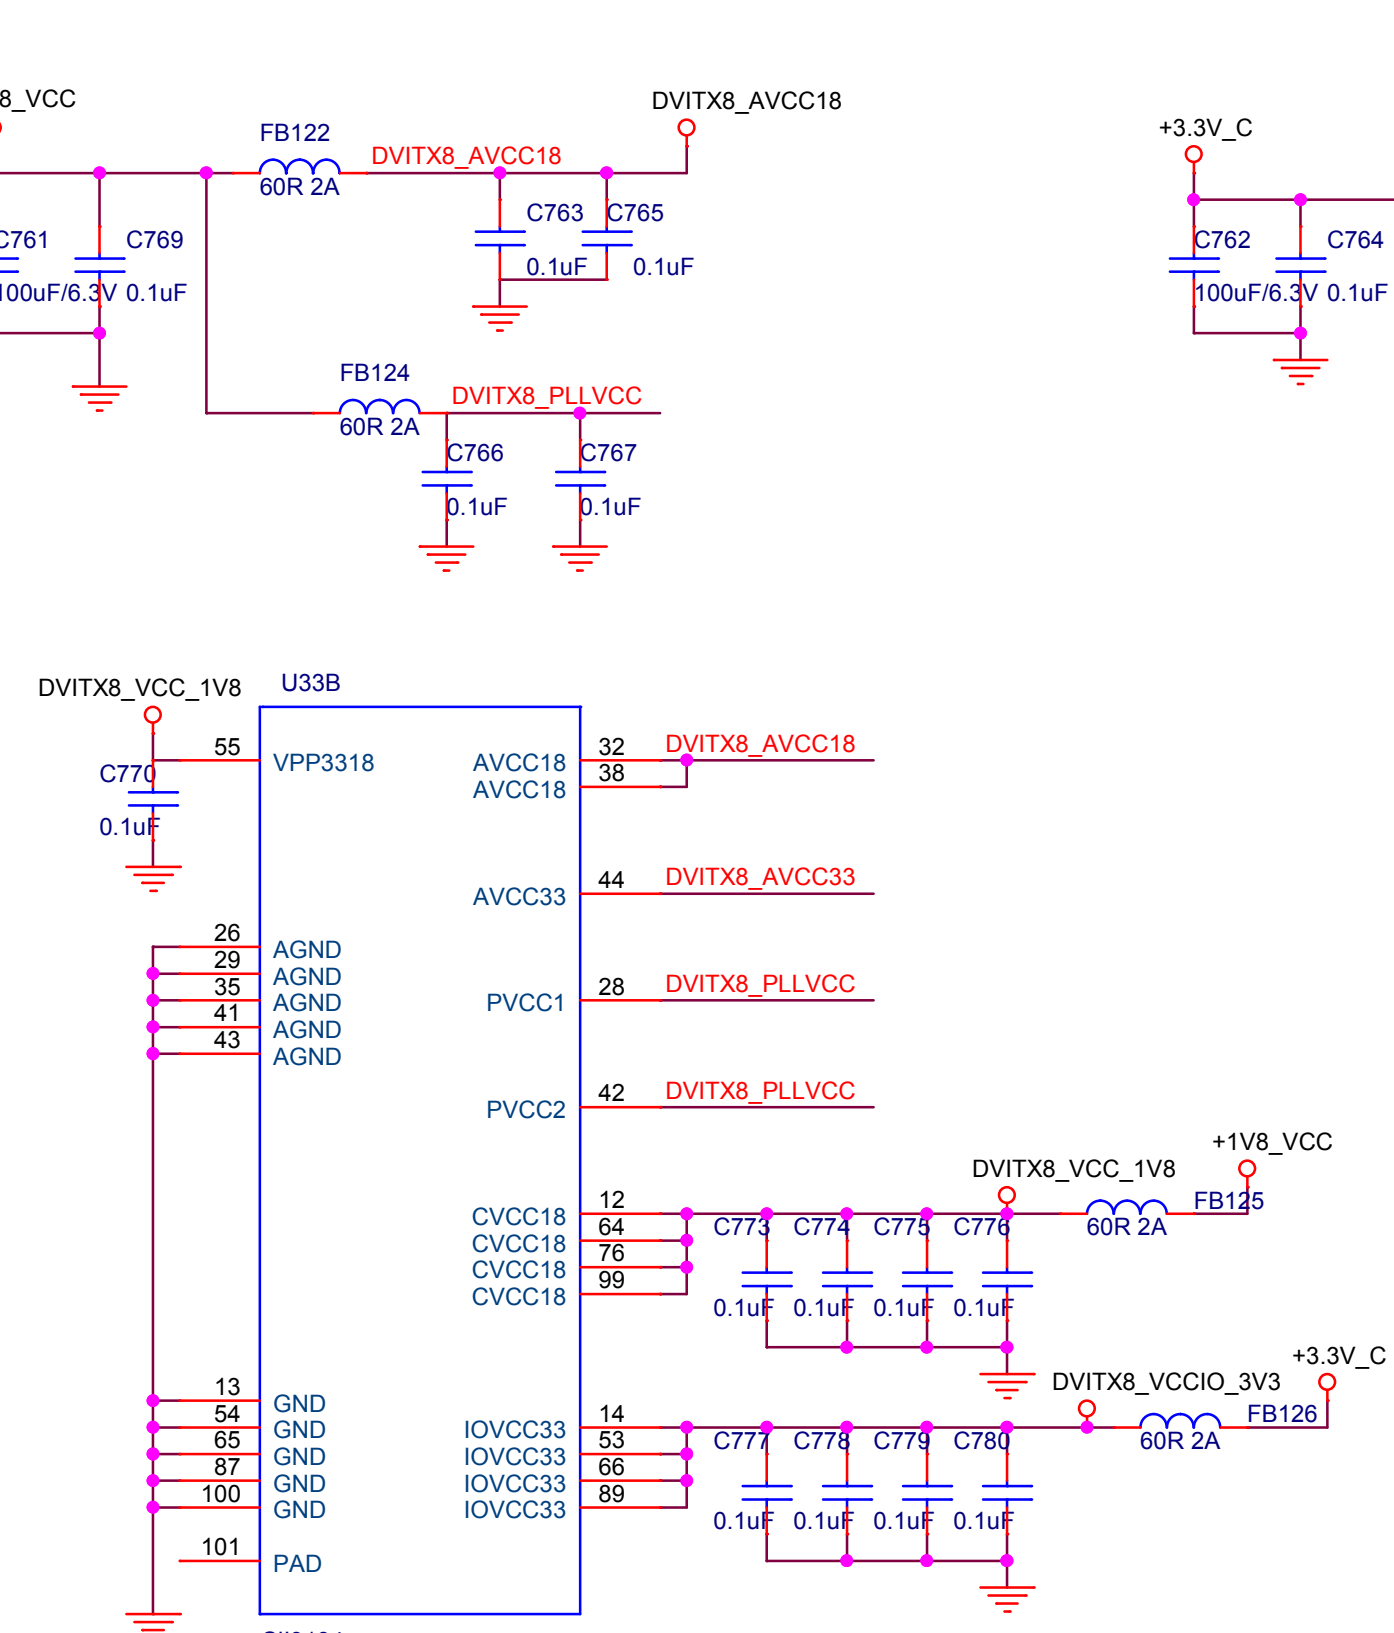 8_VCC
DVITX8_AVCC18
+3.3V_C
FB122
DVITX8_AVCC18
60R 2A
C763
C765
0.1uF
0.1uF
C761
C769
100uF/6.3V
0.1uF
C762
C764
100uF/6.3V
0.1uF
FB124
DVITX8_PLLVCC
60R 2A
C766
C767
0.1uF
0.1uF
DVITX8_VCC_1V8
U33B
55
VPP3318
C770
0.1uF
AVCC18
32
DVITX8_AVCC18
AVCC18
38
AVCC33
44
DVITX8_AVCC33
26
AGND
29
AGND
35
AGND
41
AGND
43
AGND
PVCC1
28
DVITX8_PLLVCC
PVCC2
42
DVITX8_PLLVCC
+1V8_VCC
DVITX8_VCC_1V8
FB125
60R 2A
CVCC18
12
CVCC18
64
CVCC18
76
CVCC18
99
C773
C774
C775
C776
0.1uF
0.1uF
0.1uF
0.1uF
+3.3V_C
DVITX8_VCCIO_3V3
FB126
60R 2A
13
GND
54
GND
65
GND
87
GND
100
GND
101
PAD
IOVCC33
14
IOVCC33
53
IOVCC33
66
IOVCC33
89
C777
C778
C779
C780
0.1uF
0.1uF
0.1uF
0.1uF